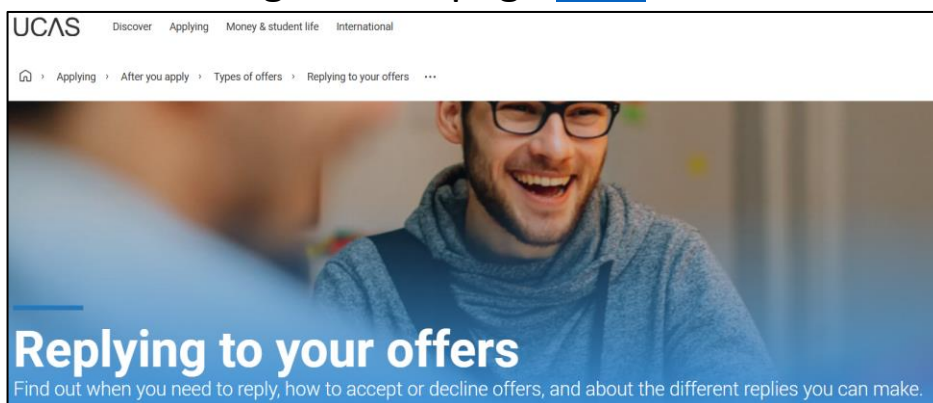 UCAS Discover Applying Money & student life International
Applying › After you apply › Types of offers › Replying to your offers ...
Replying to your offers
Find out when you need to reply, how to accept or decline offers, and about the different replies you can make.